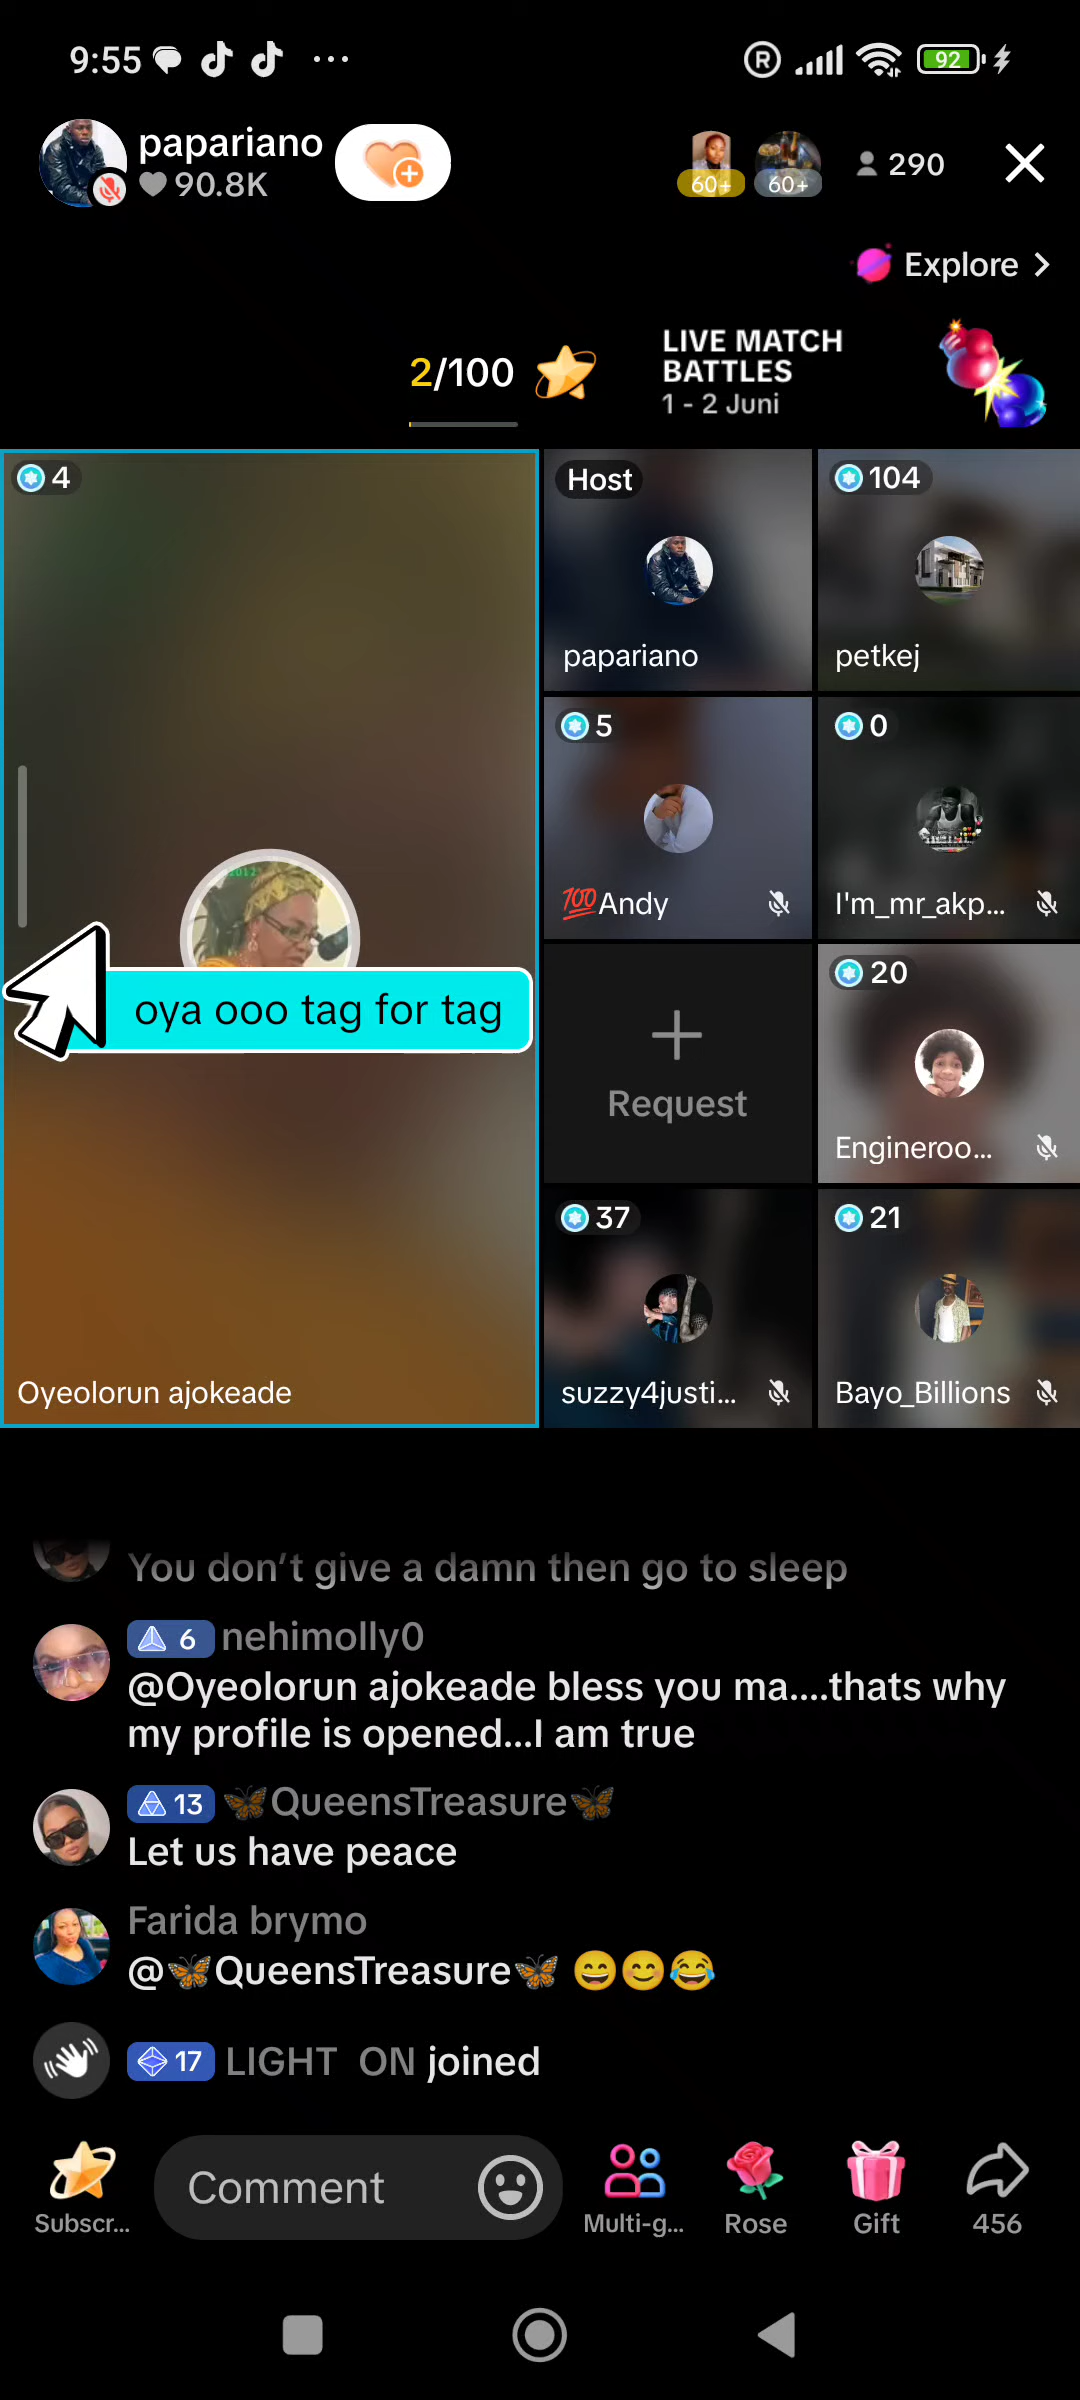 9:55
R
92
papariano
90.8K
60+
60+
290
Explore
2/100
LIVE MATCH
BATTLES
1 - 2 Juni
4
2012
oya ooo tag for tag
Oyeolorun ajokeade
Host
papariano
104
petkej
5
💯Andy
0
I'm_mr_akp...
Request
20
Engineroo...
37
suzzy4justi...
21
Bayo_Billions
You don’t give a damn then go to sleep
6 nehimolly0
@Oyeolorun ajokeade bless you ma....thats why
my profile is opened...I am true
13 🦋QueensTreasure🦋
Let us have peace
Farida brymo
@🦋QueensTreasure🦋 😄😊😂
17 LIGHT ON joined
Subscr...
Comment
Multi-g...
Rose
Gift
456